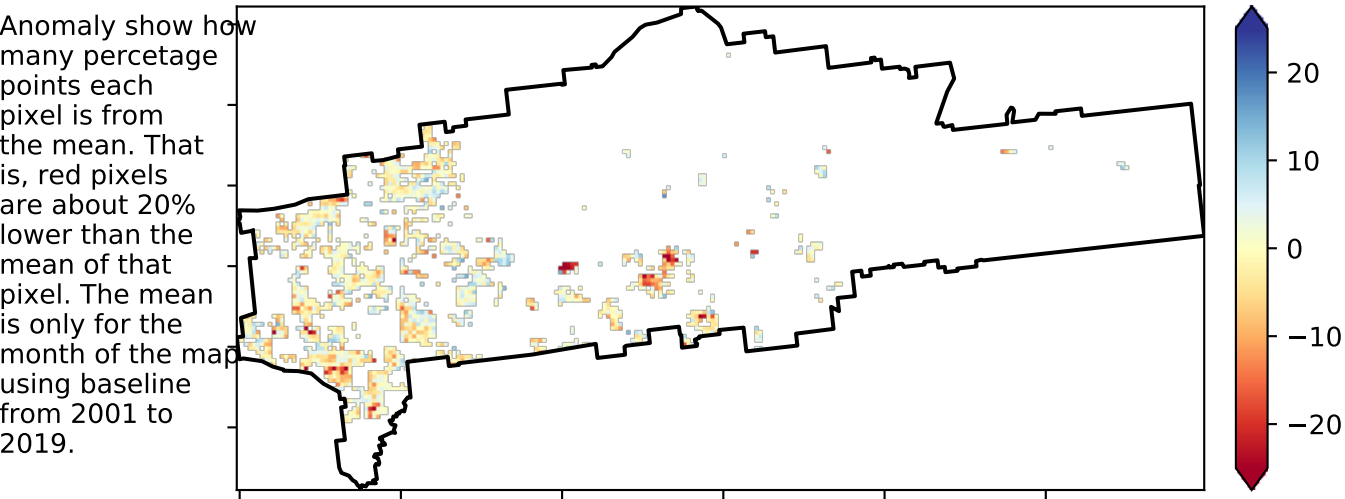 Anomaly show how
many percetage
points each
pixel is from
the mean. That
is, red pixels
are about 20%
lower than the
mean of that
pixel. The mean
is only for the
month of the map
using baseline
from 2001 to
2019.
20
10
0
−10
−20